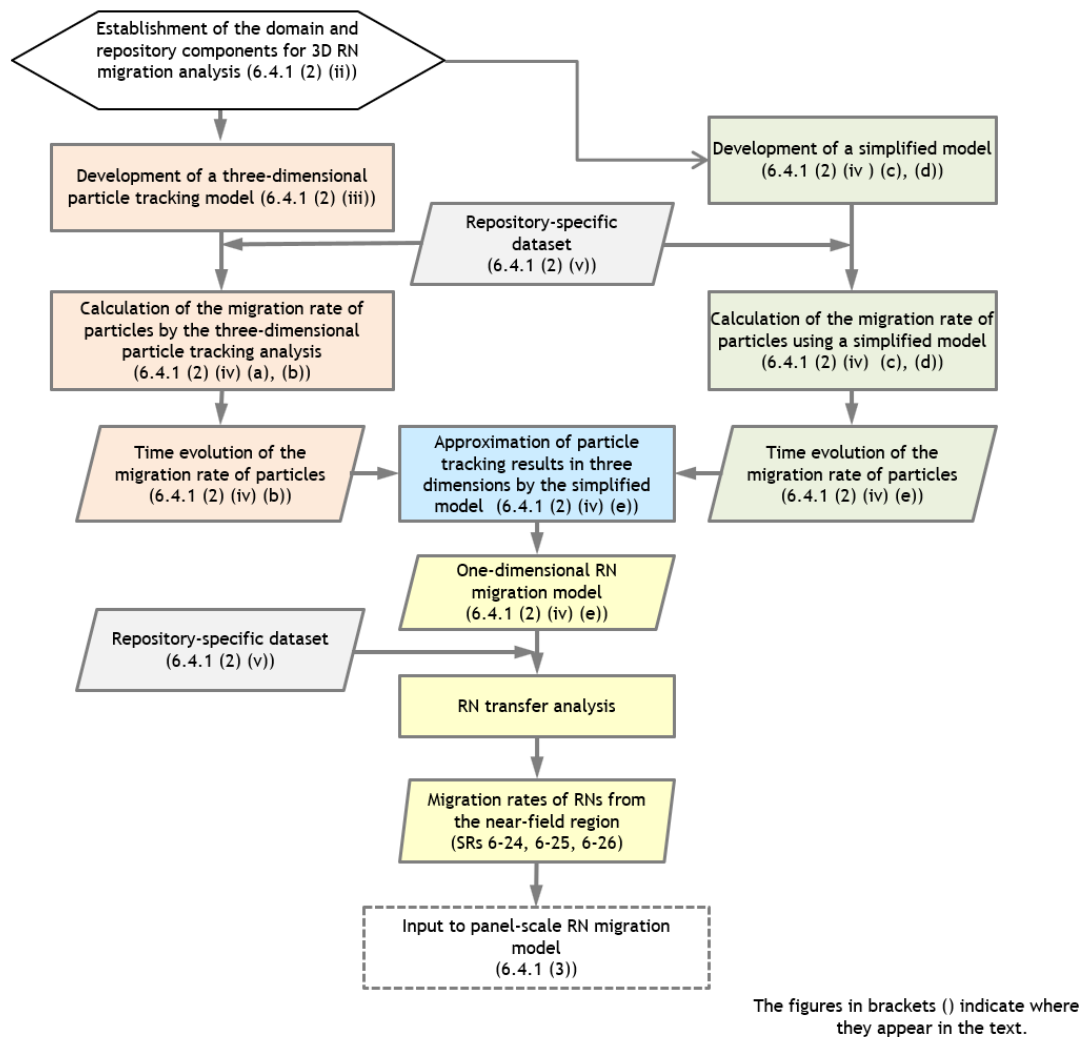 Establishment of the domain and
repository components for 3D RN
migration analysis (6.4.1 (2) (ii))
Development of a three-dimensional
particle tracking model (6.4.1 (2) (iii))
Development of a simplified model
(6.4.1 (2) (iv ) (c), (d))
Repository-specific
dataset
(6.4.1 (2) (v))
Calculation of the migration rate of
particles by the three-dimensional
particle tracking analysis
(6.4.1 (2) (iv) (a), (b))
Calculation of the migration rate of
particles using a simplified model
(6.4.1 (2) (iv) (c), (d))
Time evolution of the
migration rate of particles
(6.4.1 (2) (iv) (b))
Approximation of particle
tracking results in three
dimensions by the simplified
model (6.4.1 (2) (iv) (e))
Time evolution of the
migration rate of particles
(6.4.1 (2) (iv) (e))
One-dimensional RN
migration model
(6.4.1 (2) (iv) (e))
Repository-specific dataset
(6.4.1 (2) (v))
RN transfer analysis
Migration rates of RNs from
the near-field region
(SRs 6-24, 6-25, 6-26)
Input to panel-scale RN migration
model
(6.4.1 (3))
The figures in brackets () indicate where
they appear in the text.